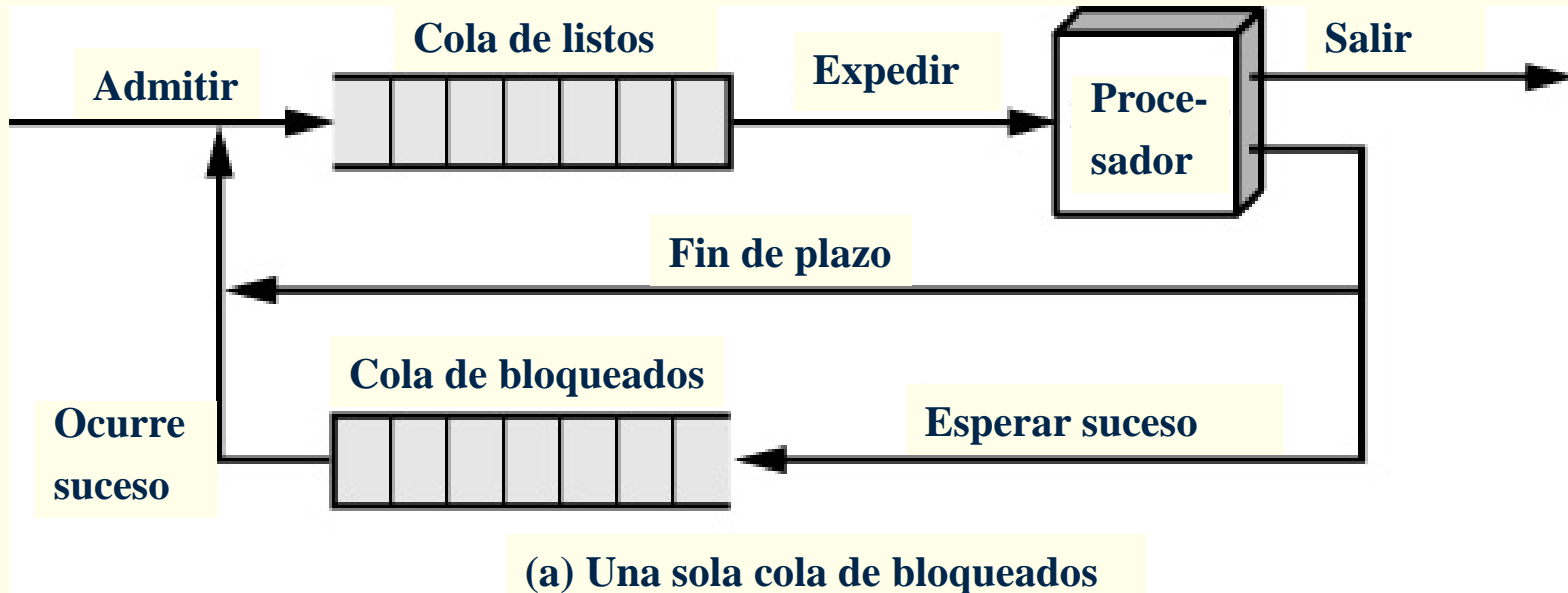 Cola de listos
Salir
Admitir
Expedir
Proce-
sador
Fin de plazo
Cola de bloqueados
Ocurre
suceso
Esperar suceso
(a) Una sola cola de bloqueados